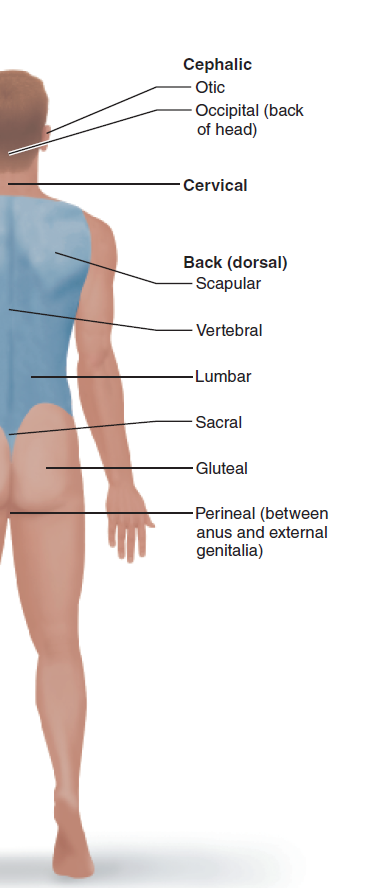 Cephalic
Otic
Occipital (back
of head)
Cervical
Back (dorsal)
Scapular
Vertebral
Lumbar
Sacral
Gluteal
Perineal (between
anus and external
genitalia)